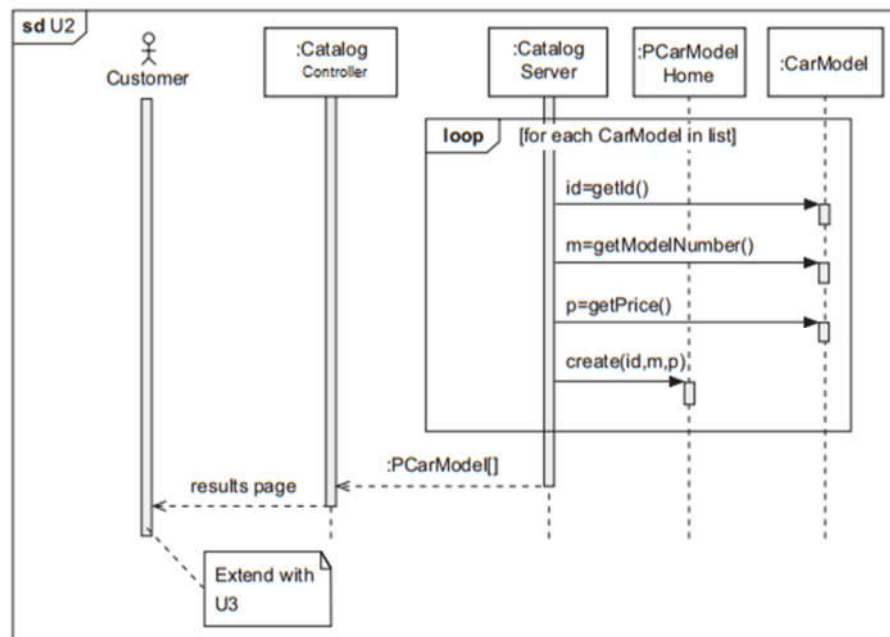 sd U2
Customer
:Catalog
Controller
:Catalog
Server
:PCarModel
Home
:CarModel
loop
[for each CarModel in list]
id=getId()
m=getModelNumber()
p=getPrice()
create(id,m,p)
:PCarModel[]
results page
Extend with
U3